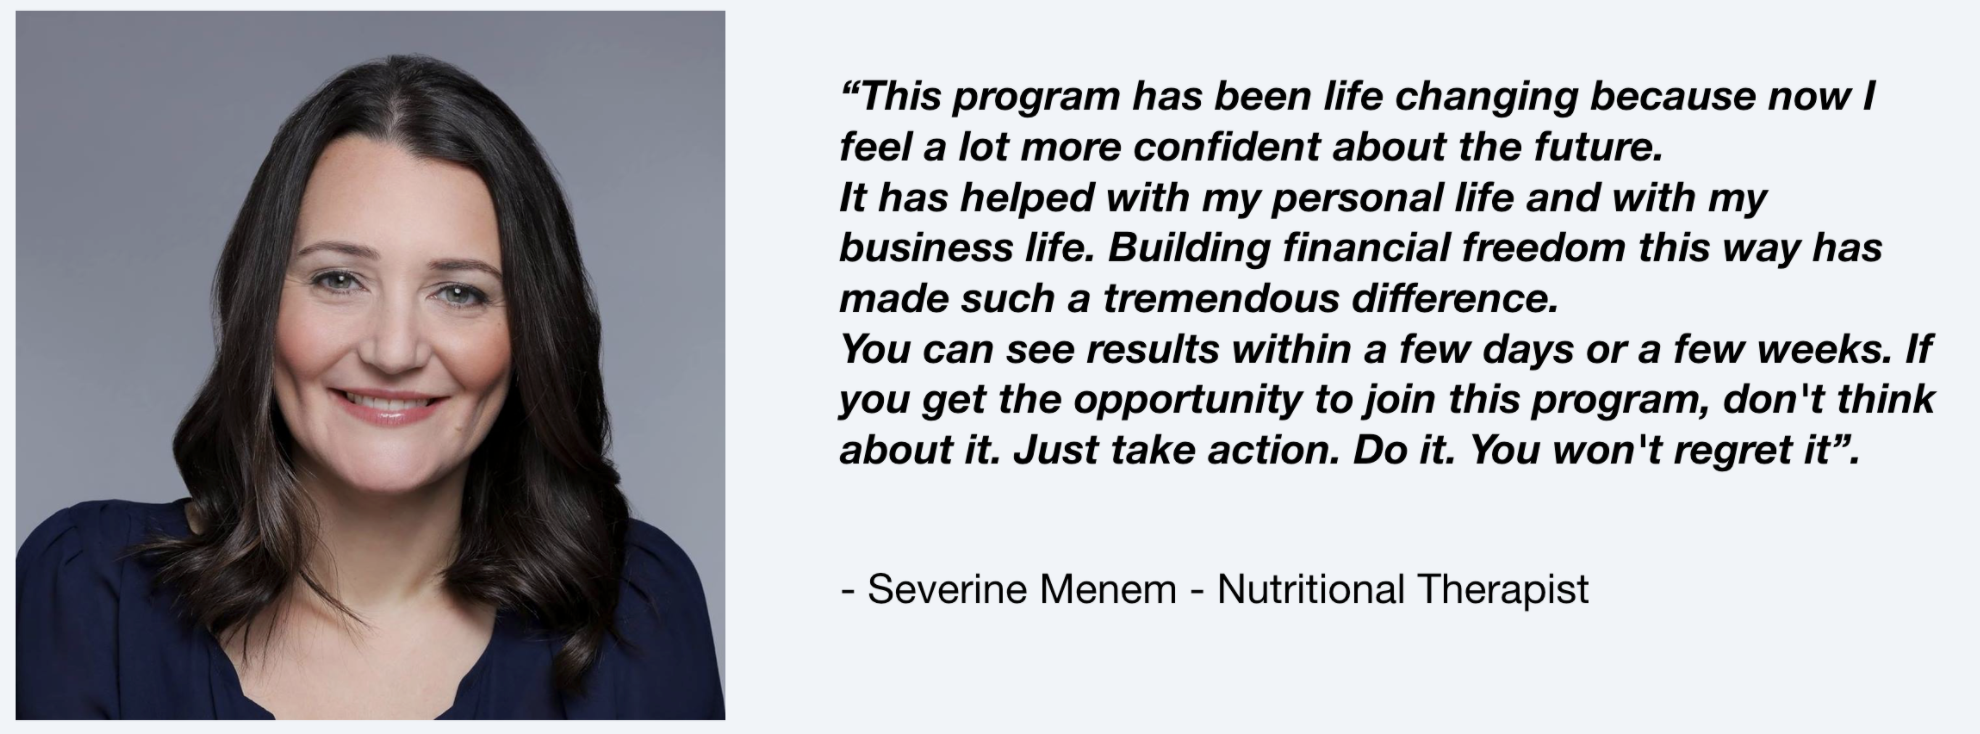 “This program has been life changing because now I
feel a lot more confident about the future.
It has helped with my personal life and with my
business life. Building financial freedom this way has
made such a tremendous difference.
You can see results within a few days or a few weeks. If
you get the opportunity to join this program, don't think
about it. Just take action. Do it. You won't regret it”.
- Severine Menem - Nutritional Therapist